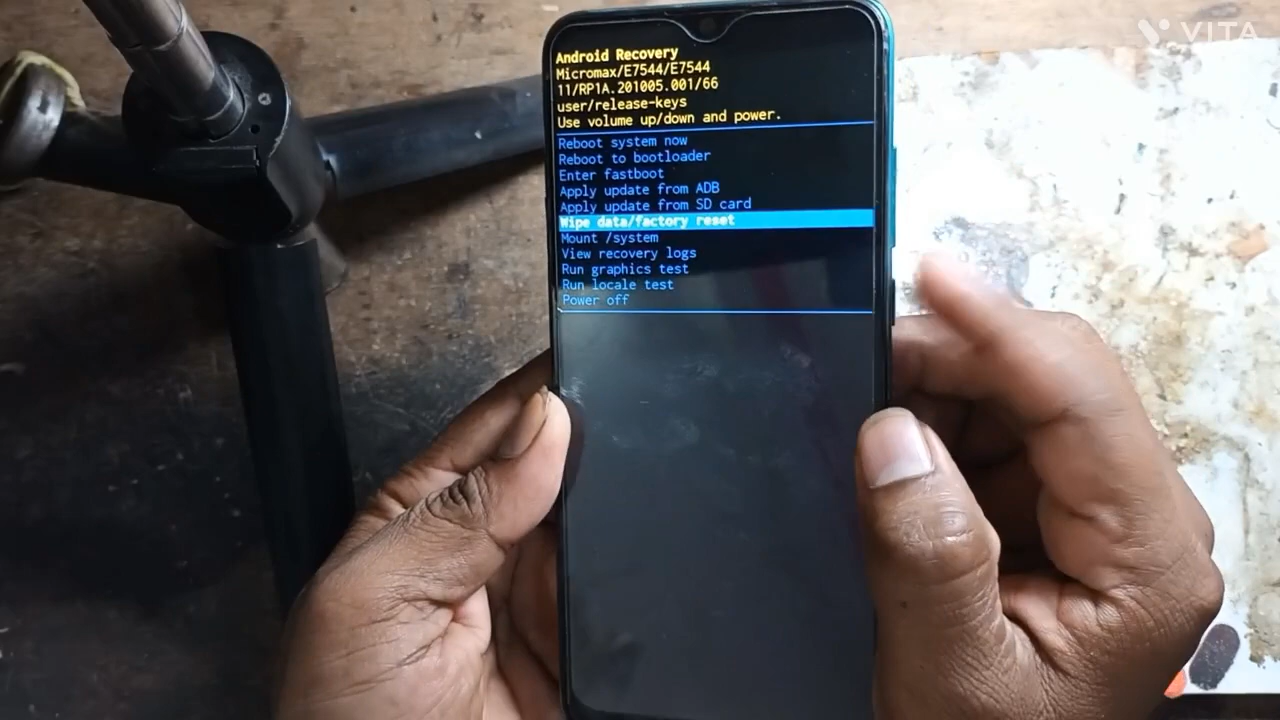 VITA
Android Recovery
Micromax/E7544/E7544
11/RP1A.201005.001/66
user/release-keys
Use volume up/down and power.
Reboot system now
Reboot to bootloader
Enter fastboot
Apply update from ADB
Apply update from SD card
Wipe data/factory reset
Mount /system
View recovery logs
Run graphics test
Run locale test
Power off